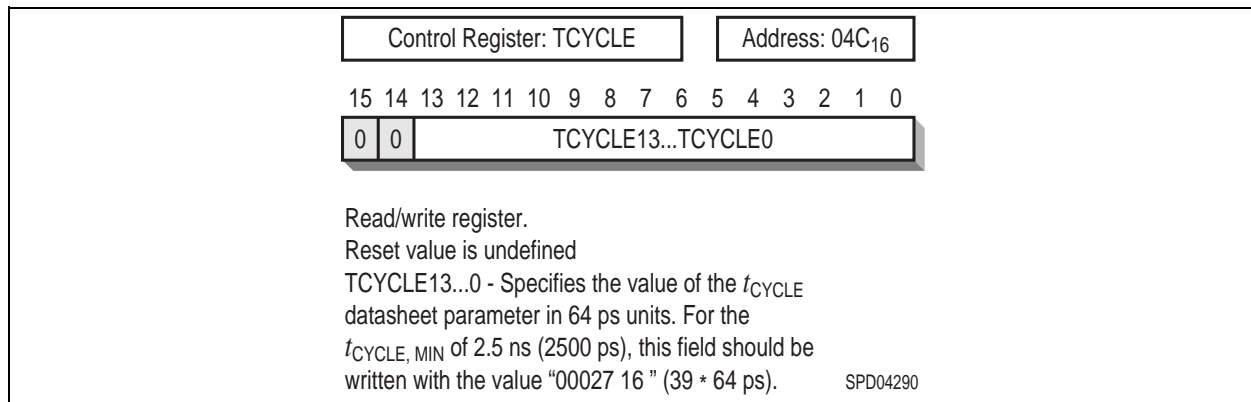 Control Register: TCYCLE Address: 04C16
15 14 13 12 11 10 9 8 7 6 5 4 3 2 1 0
0 0 TCYCLE13...TCYCLE0
Read/write register.
Reset value is undefined
TCYCLE13...0 - Specifies the value of the tCYCLE
datasheet parameter in 64 ps units. For the
tCYCLE, MIN of 2.5 ns (2500 ps), this field should be
written with the value “00027 16 ” (39 * 64 ps). SPD04290